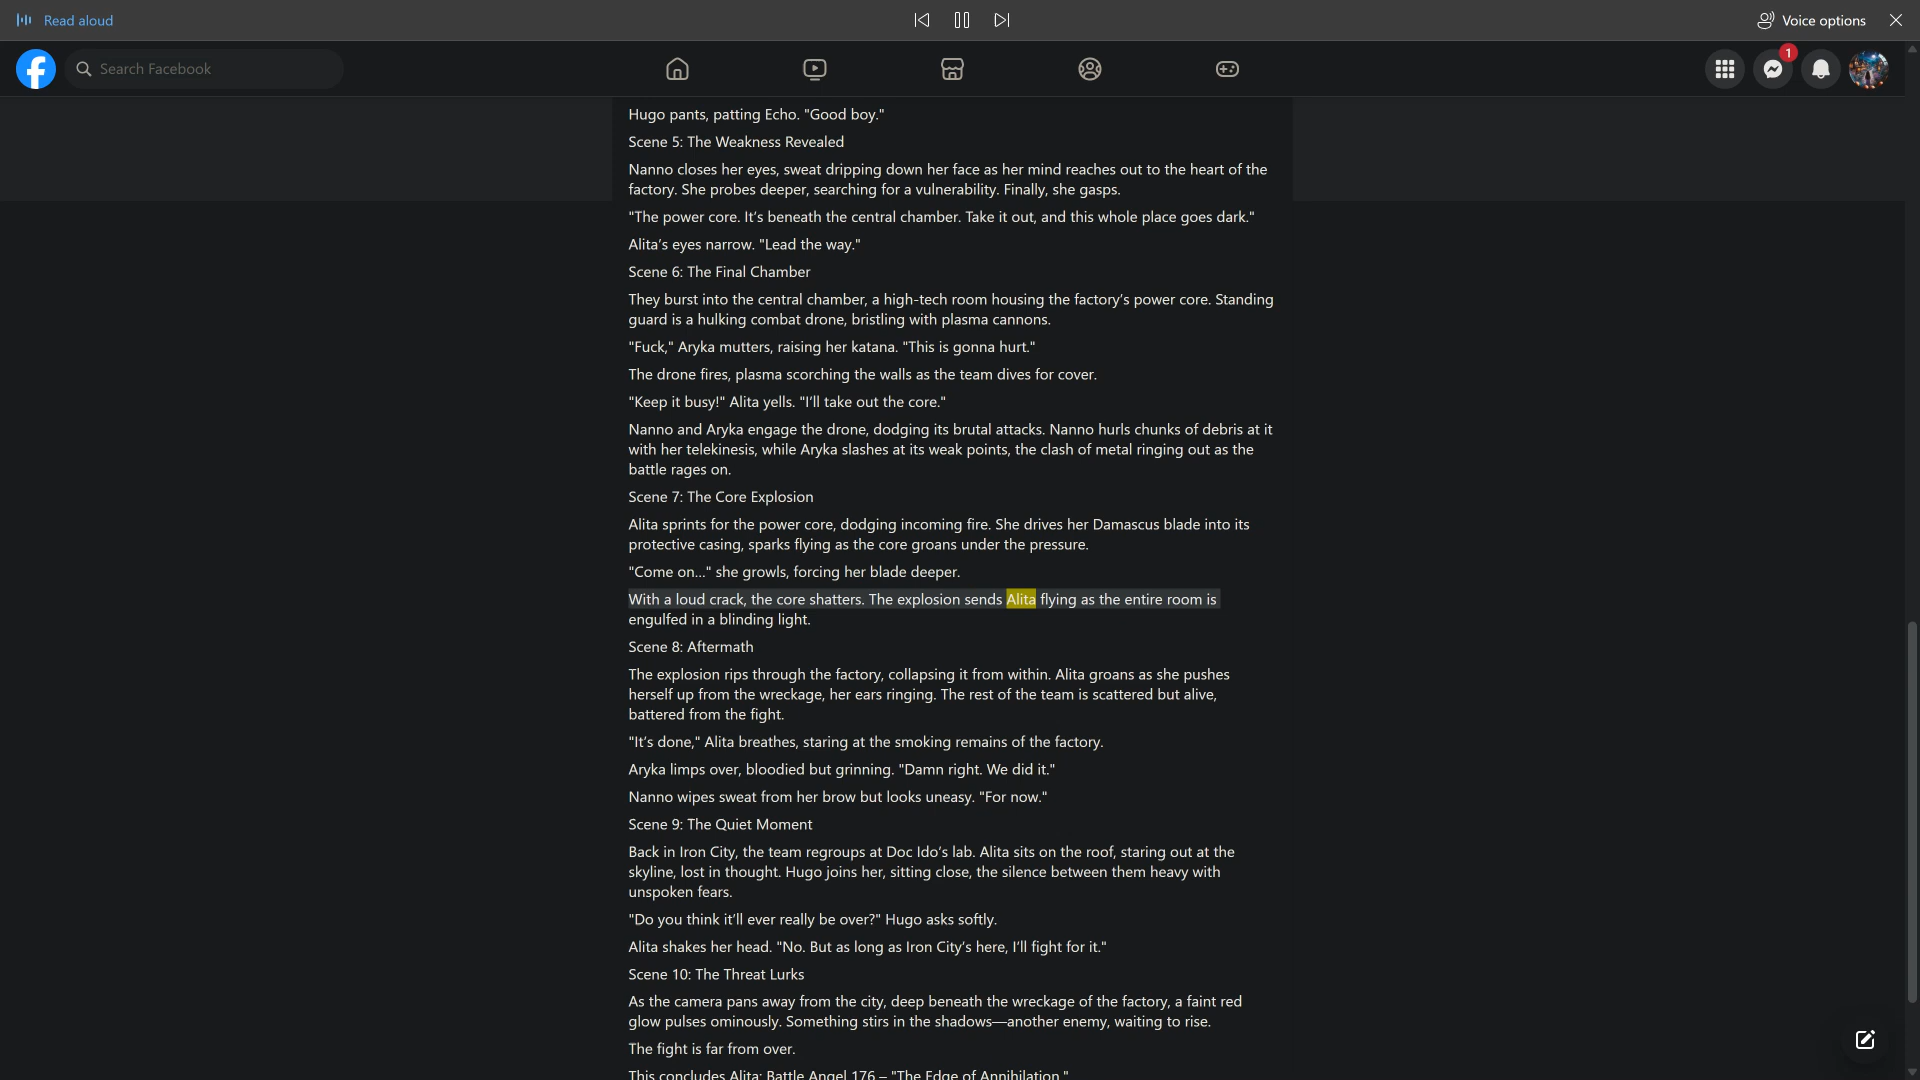 Read aloud
Voice options
Search Facebook
1
Hugo pants, patting Echo. "Good boy."
Scene 5: The Weakness Revealed
Nanno closes her eyes, sweat dripping down her face as her mind reaches out to the heart of the
factory. She probes deeper, searching for a vulnerability. Finally, she gasps.
"The power core. It’s beneath the central chamber. Take it out, and this whole place goes dark."
Alita’s eyes narrow. "Lead the way."
Scene 6: The Final Chamber
They burst into the central chamber, a high-tech room housing the factory’s power core. Standing
guard is a hulking combat drone, bristling with plasma cannons.
"Fuck," Aryka mutters, raising her katana. "This is gonna hurt."
The drone fires, plasma scorching the walls as the team dives for cover.
"Keep it busy!" Alita yells. "I’ll take out the core."
Nanno and Aryka engage the drone, dodging its brutal attacks. Nanno hurls chunks of debris at it
with her telekinesis, while Aryka slashes at its weak points, the clash of metal ringing out as the
battle rages on.
Scene 7: The Core Explosion
Alita sprints for the power core, dodging incoming fire. She drives her Damascus blade into its
protective casing, sparks flying as the core groans under the pressure.
"Come on..." she growls, forcing her blade deeper.
With a loud crack, the core shatters. The explosion sends Alita flying as the entire room is
engulfed in a blinding light.
Scene 8: Aftermath
The explosion rips through the factory, collapsing it from within. Alita groans as she pushes
herself up from the wreckage, her ears ringing. The rest of the team is scattered but alive,
battered from the fight.
"It’s done," Alita breathes, staring at the smoking remains of the factory.
Aryka limps over, bloodied but grinning. "Damn right. We did it."
Nanno wipes sweat from her brow but looks uneasy. "For now."
Scene 9: The Quiet Moment
Back in Iron City, the team regroups at Doc Ido’s lab. Alita sits on the roof, staring out at the
skyline, lost in thought. Hugo joins her, sitting close, the silence between them heavy with
unspoken fears.
"Do you think it’ll ever really be over?" Hugo asks softly.
Alita shakes her head. "No. But as long as Iron City’s here, I’ll fight for it."
Scene 10: The Threat Lurks
As the camera pans away from the city, deep beneath the wreckage of the factory, a faint red
glow pulses ominously. Something stirs in the shadows—another enemy, waiting to rise.
The fight is far from over.
This concludes Alita: Battle Angel 176 – "The Edge of Annihilation."